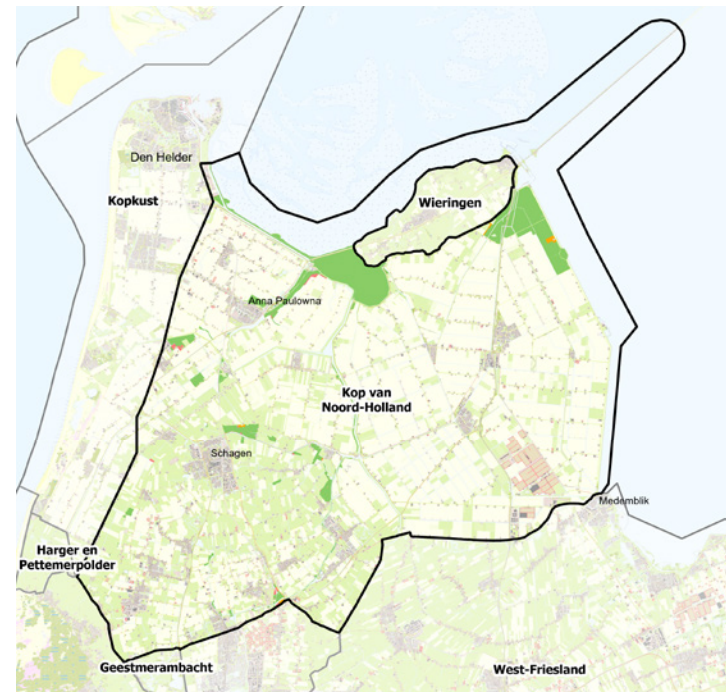 Den Helder
Kopkust
Wieringen
Anna Paulowna
Kop van
Noord-Holland
Schagen
Medemblik
Harger en
Pettemerpolder
Geestmerambacht
West-Friesland